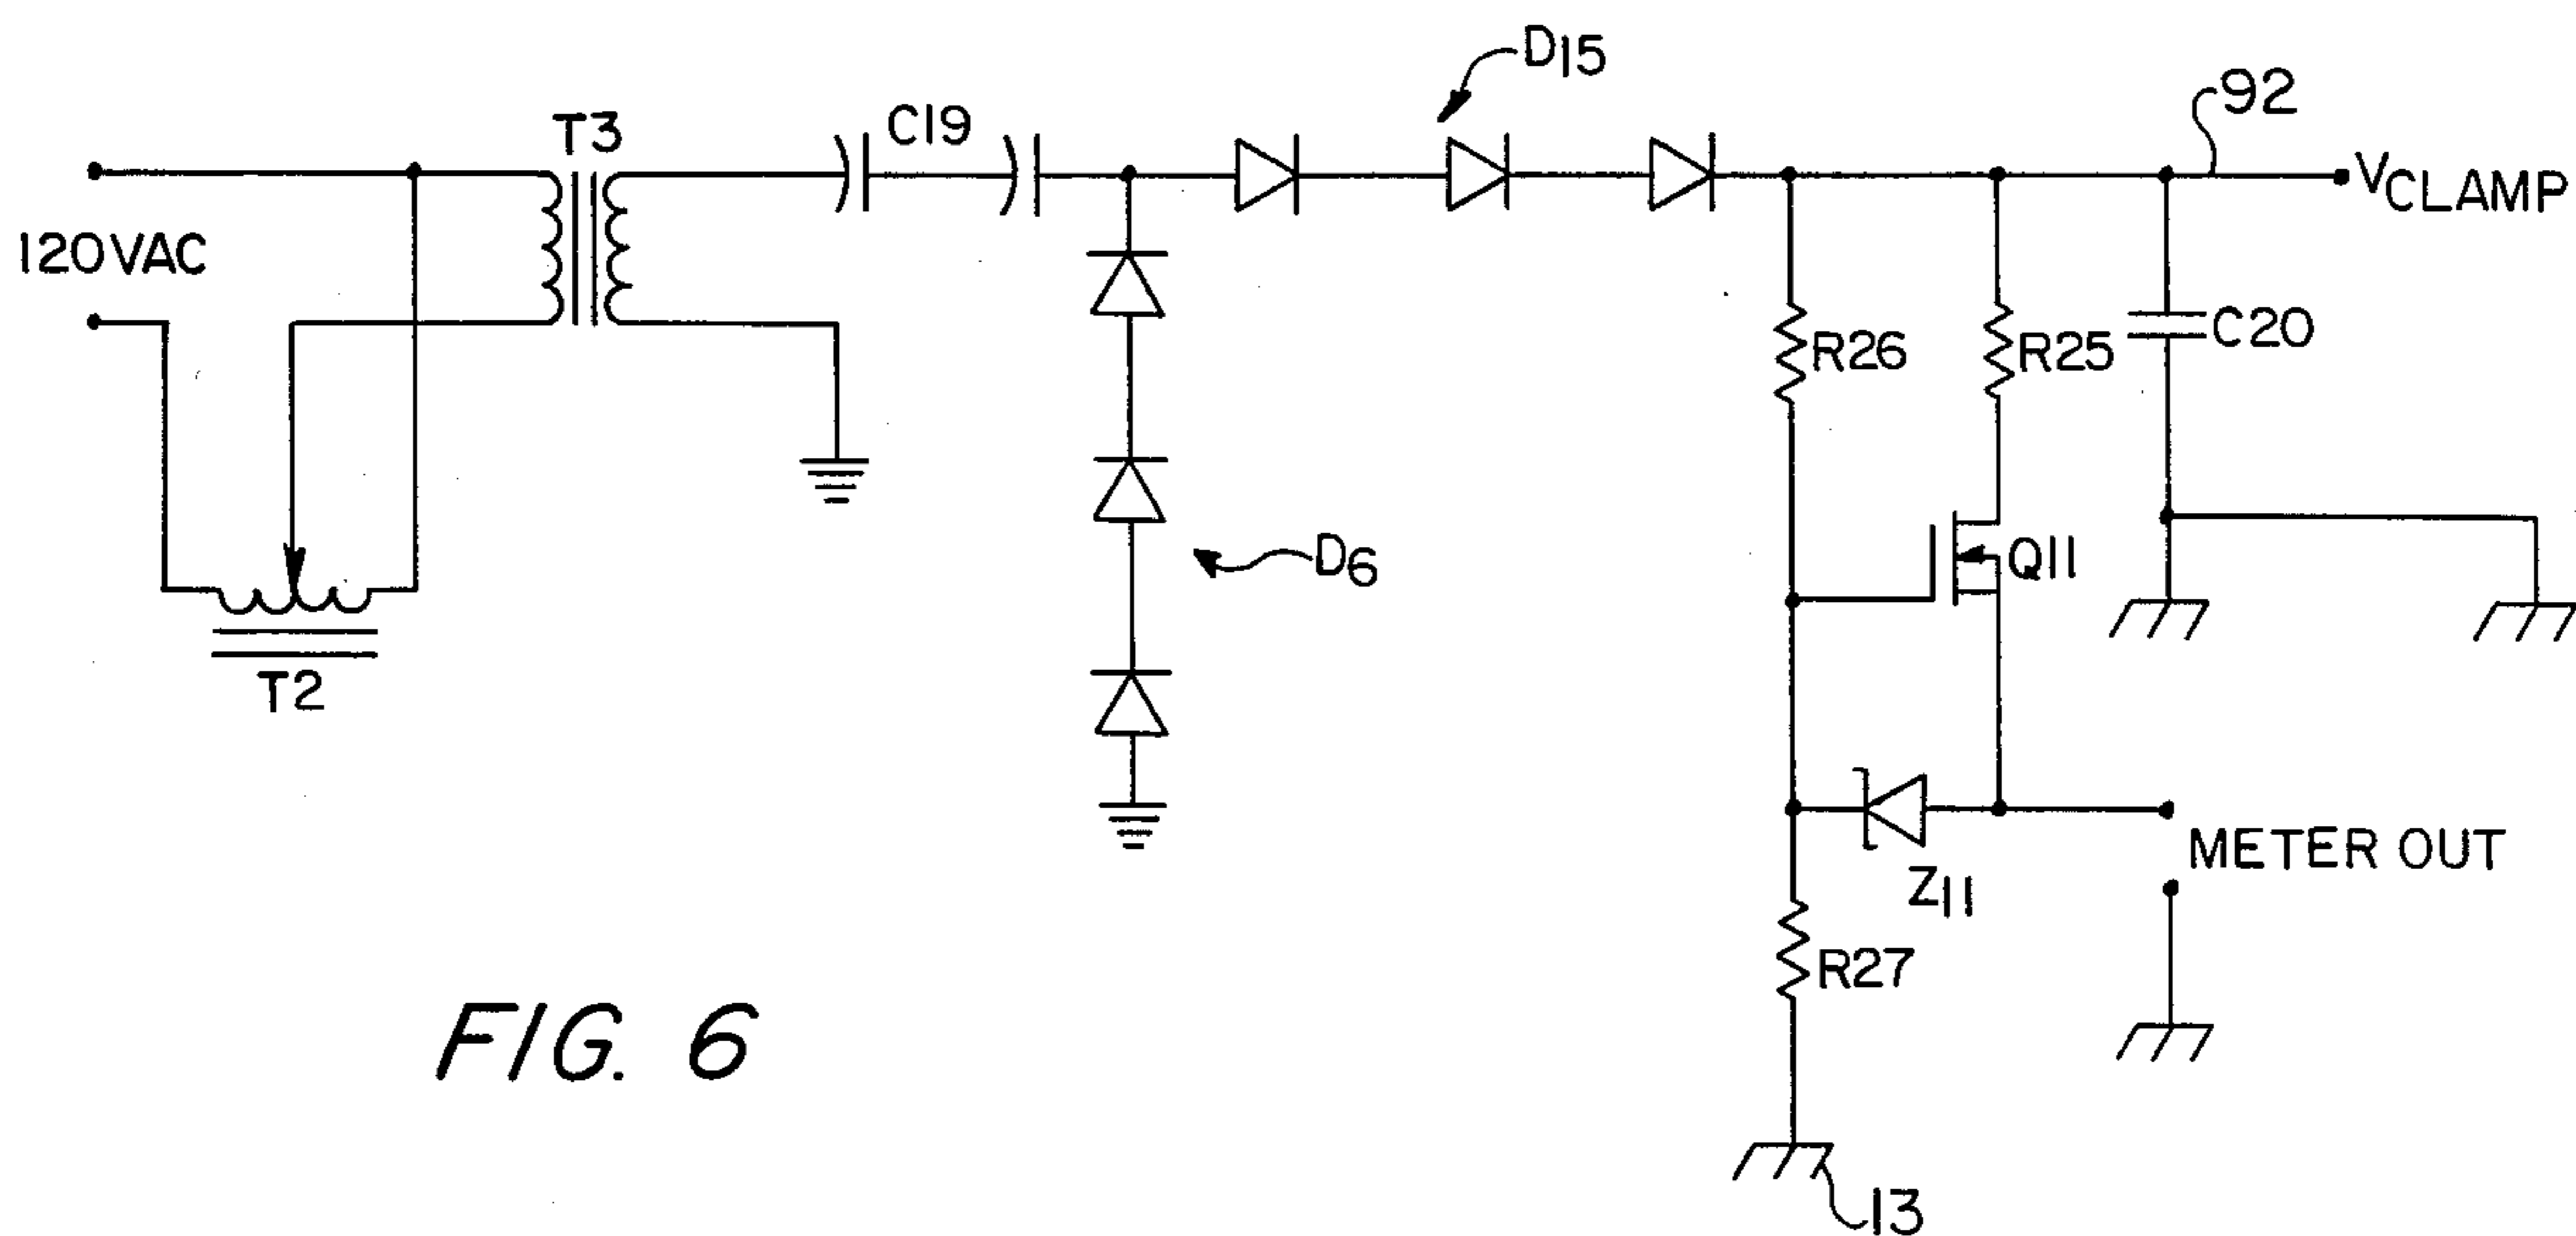 D15
92
T3
C19
VCLAMP
120VAC
R26
R25
C20
Q11
D6
T2
METER OUT
Z11
R27
FIG. 6
13